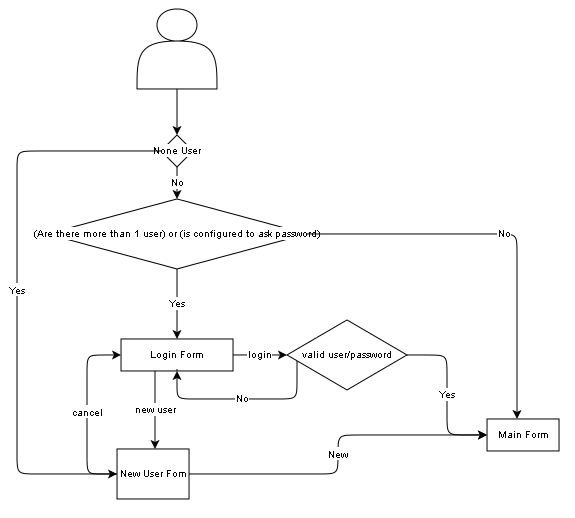 None User
No
(Are there more than 1 user) or (is configured to ask password)
No
Yes
Yes
Login Form
login
valid user/password
No
Yes
cancel
new user
Main Form
New
New User Fom